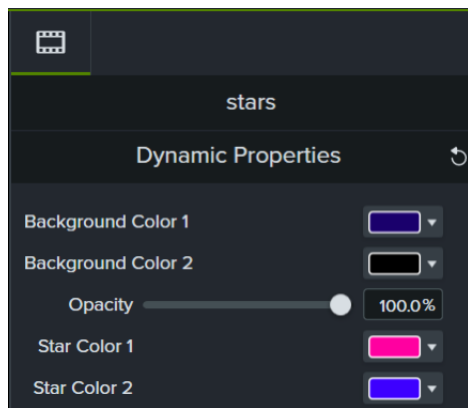 stars
Dynamic Properties
Background Color 1
Background Color 2
Opacity 100.0%
Star Color 1
Star Color 2